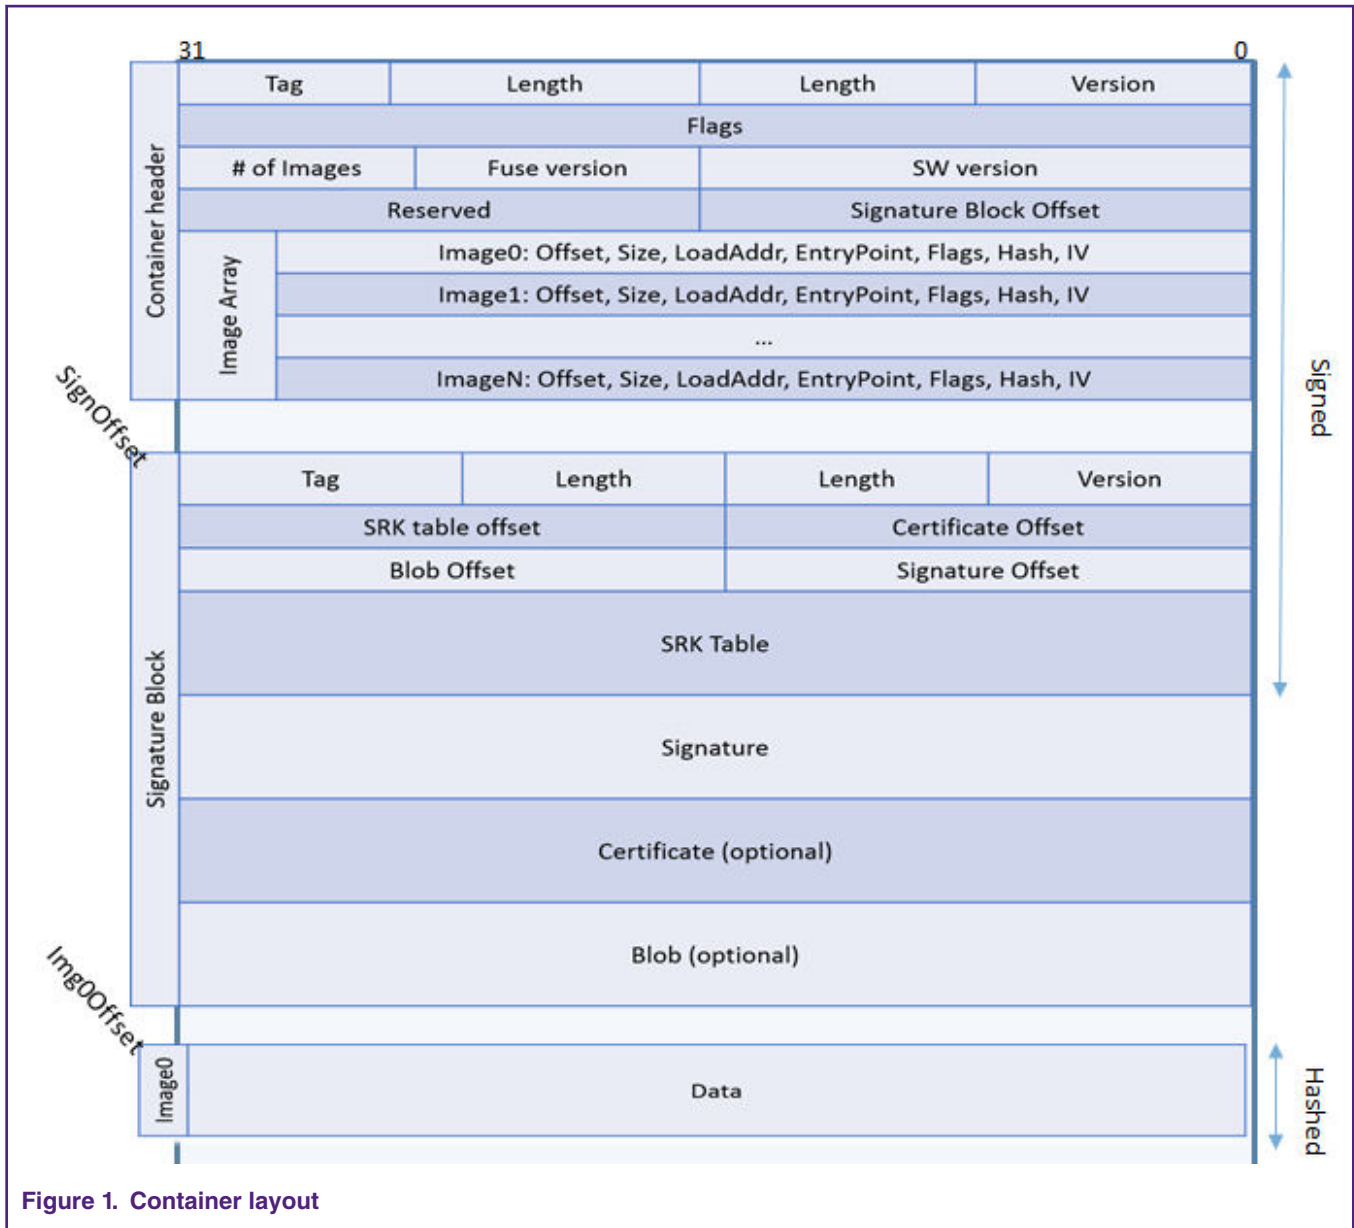 31 0
Tag Length Length Version
Flags
# of Images Fuse version SW version
Reserved Signature Block Offset
Container header
Image Array
Image0: Offset, Size, LoadAddr, EntryPoint, Flags, Hash, IV
Image1: Offset, Size, LoadAddr, EntryPoint, Flags, Hash, IV
...
ImageN: Offset, Size, LoadAddr, EntryPoint, Flags, Hash, IV
Signed
SignOffset
Tag Length Length Version
SRK table offset Certificate Offset
Blob Offset Signature Offset
SRK Table
Signature Block
Signature
Certificate (optional)
Blob (optional)
Img0Offset
Image0
Data
Hashed
Figure 1. Container layout